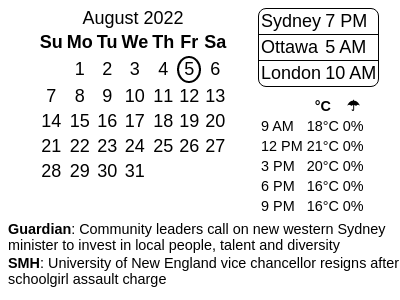 August 2022
Su Mo Tu We Th Fr Sa
1 2 3 4 5 6
7 8 9 10 11 12 13
14 15 16 17 18 19 20
21 22 23 24 25 26 27
28 29 30 31
Sydney 7 PM
Ottawa 5 AM
London 10 AM
°C ☂
9 AM 18°C 0%
12 PM 21°C 0%
3 PM 20°C 0%
6 PM 16°C 0%
9 PM 16°C 0%
Guardian: Community leaders call on new western Sydney
minister to invest in local people, talent and diversity
SMH: University of New England vice chancellor resigns after
schoolgirl assault charge